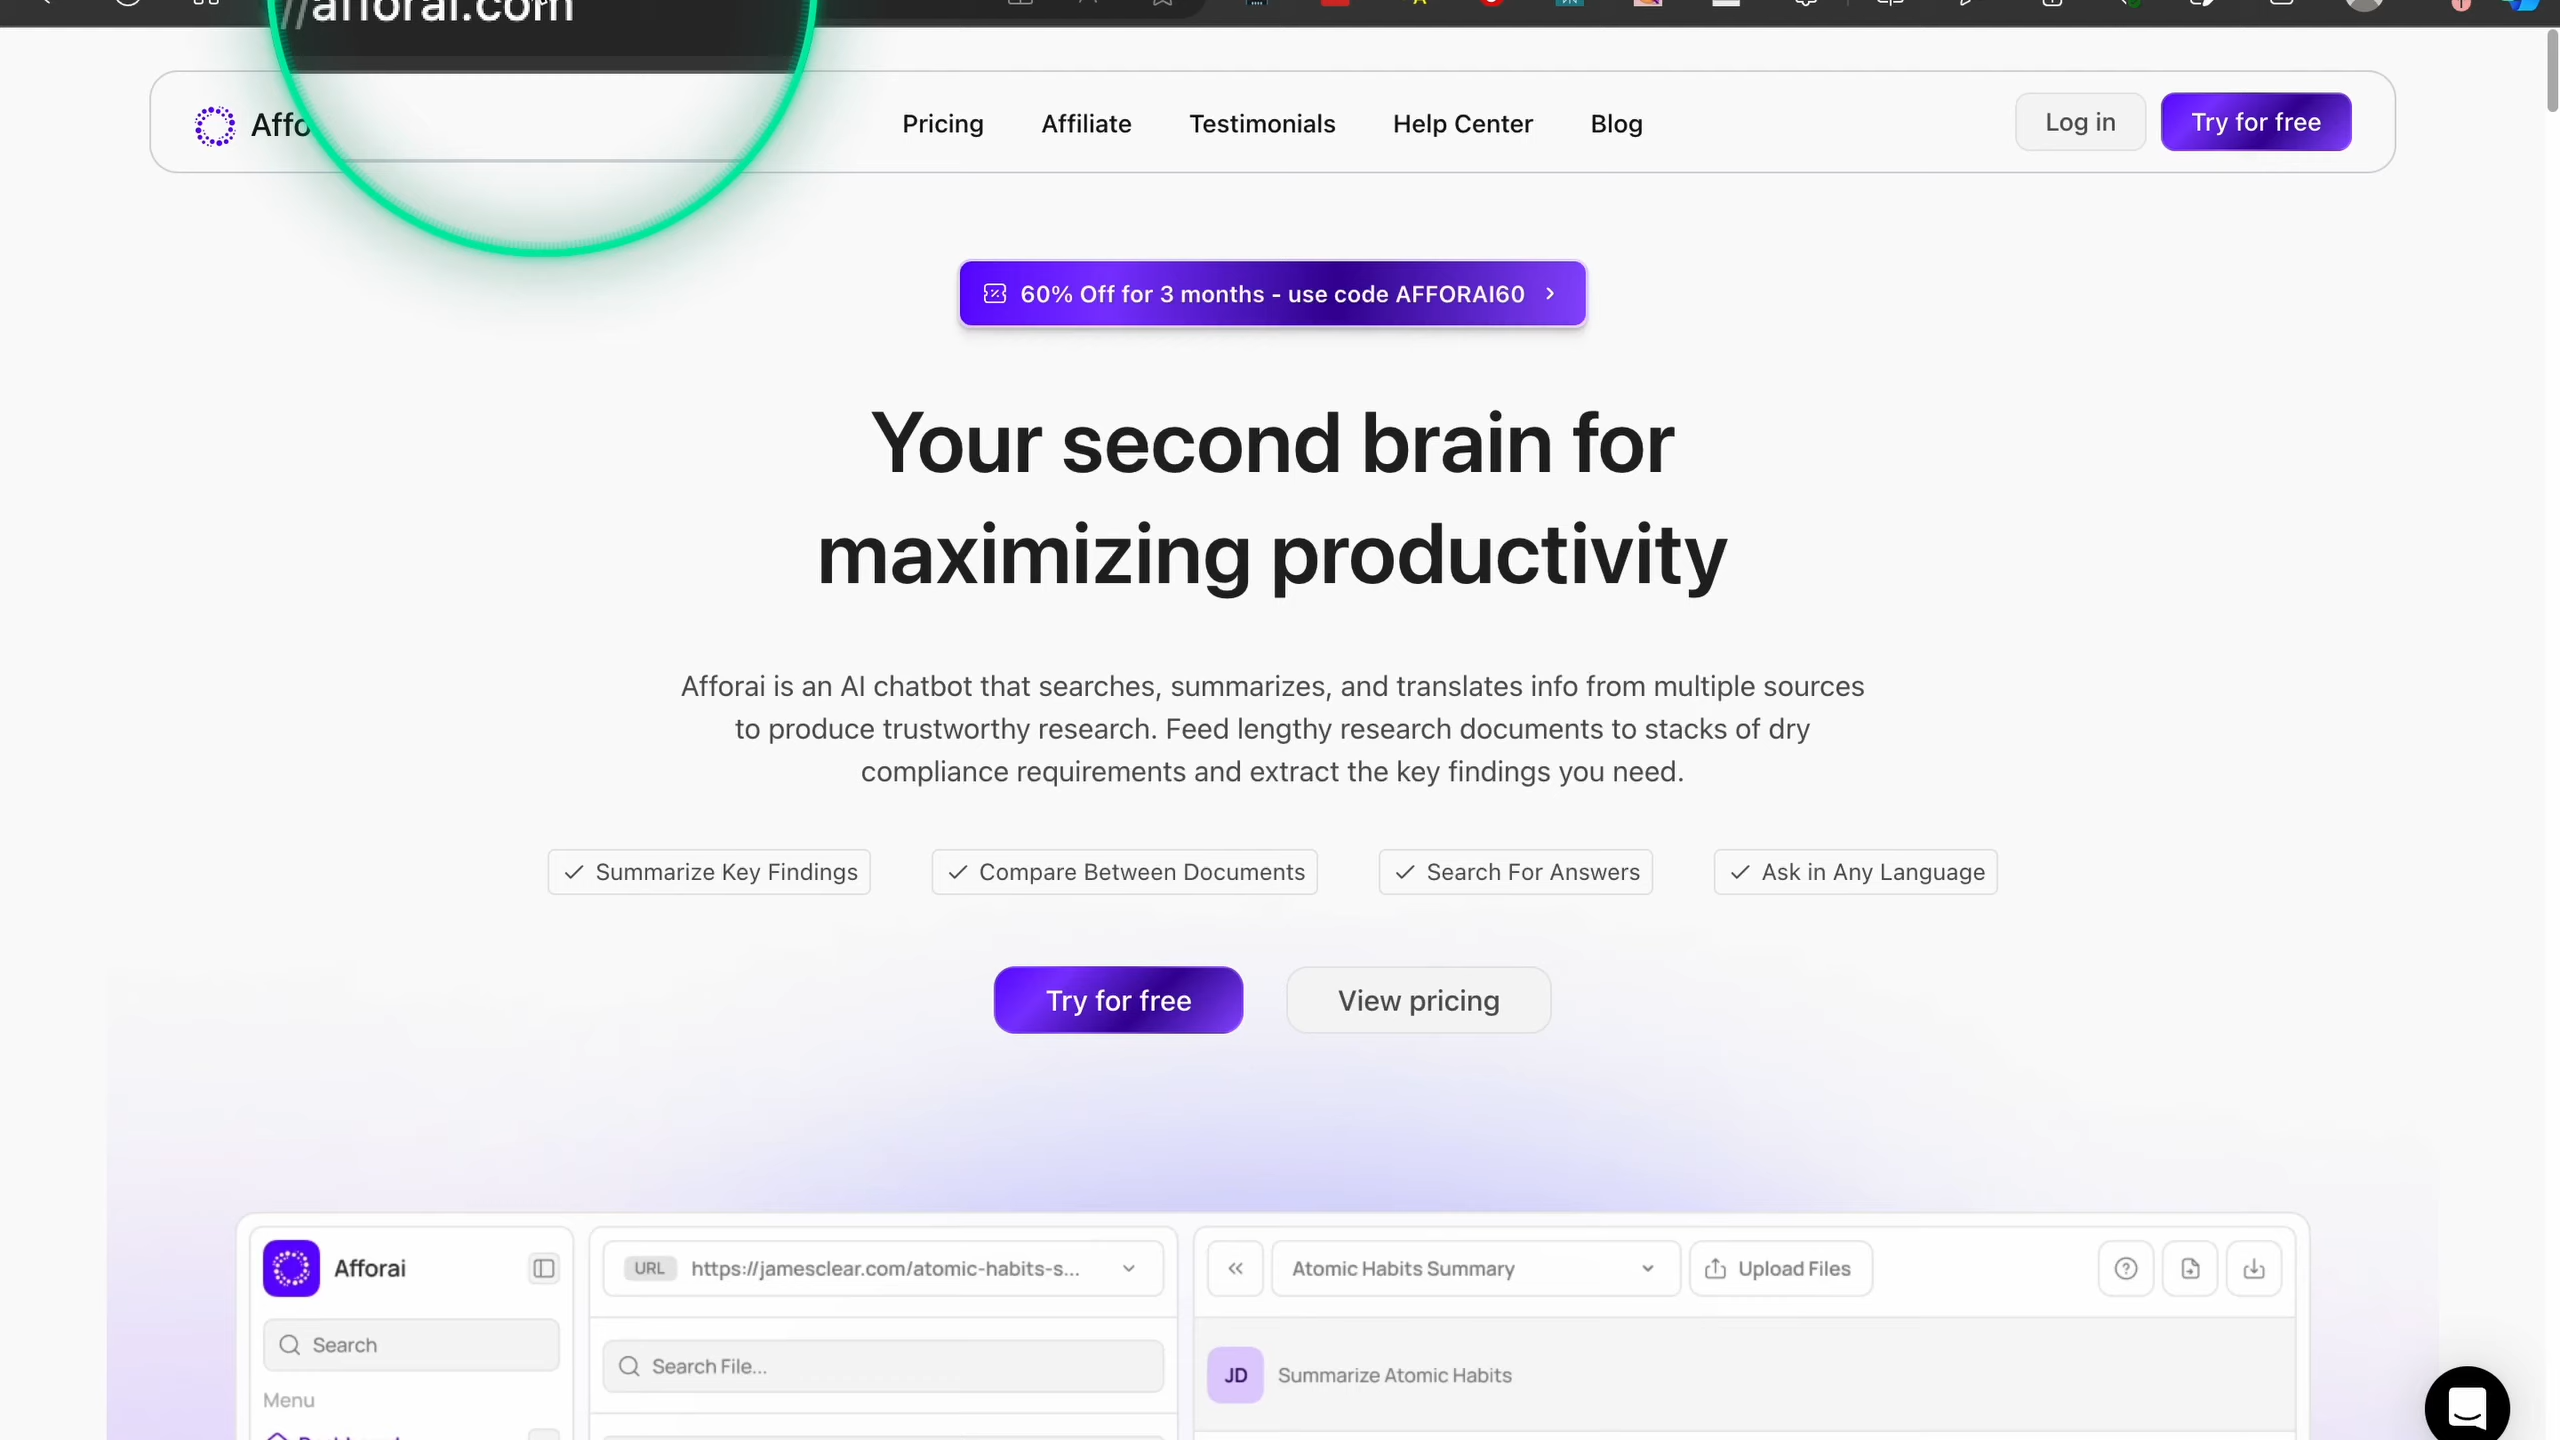 //afforai.com
Affo
Pricing
Affiliate
Testimonials
Help Center
Blog
Log in
Try for free
60% Off for 3 months - use code AFFORAI60
Your second brain for
maximizing productivity
Afforai is an AI chatbot that searches, summarizes, and translates info from multiple sources
to produce trustworthy research. Feed lengthy research documents to stacks of dry
compliance requirements and extract the key findings you need.
Summarize Key Findings
Compare Between Documents
Search For Answers
Ask in Any Language
Try for free
View pricing
Afforai
URL
https://jamesclear.com/atomic-habits-s...
Atomic Habits Summary
Upload Files
Search
Search File...
JD
Summarize Atomic Habits
Menu